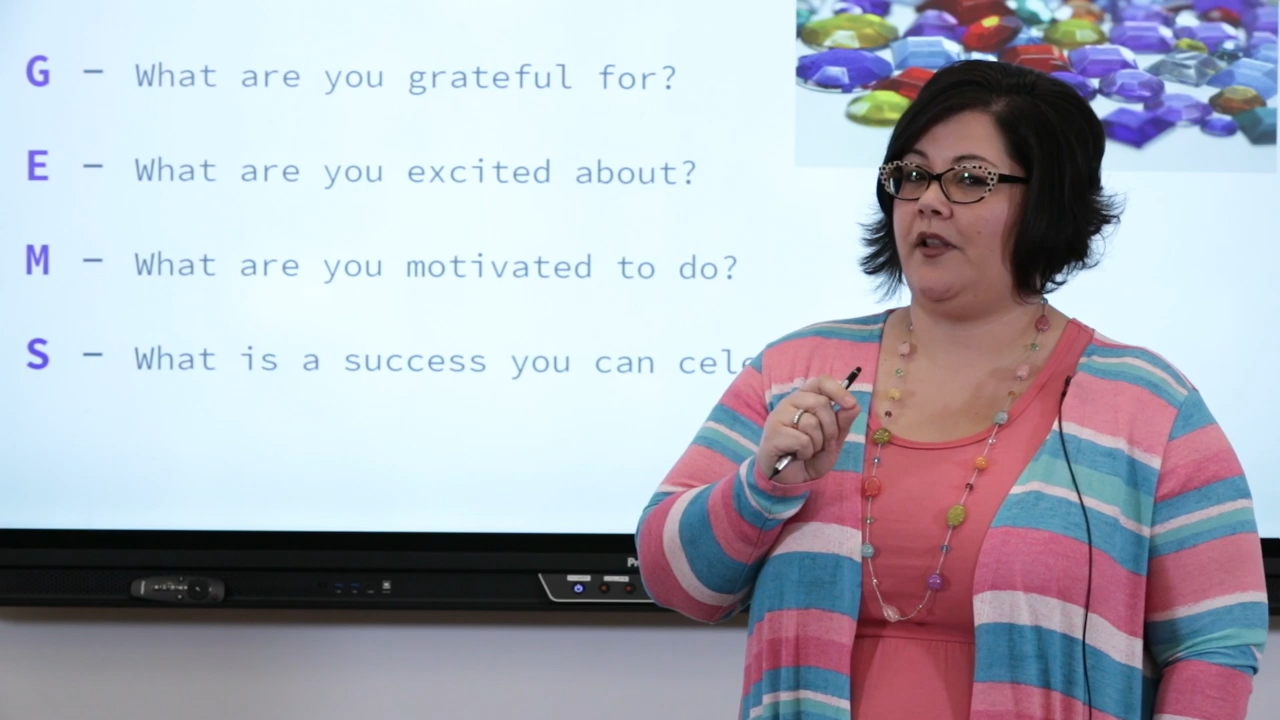 G - What are you grateful for?
E - What are you excited about?
M - What are you motivated to do?
S - What is a success you can